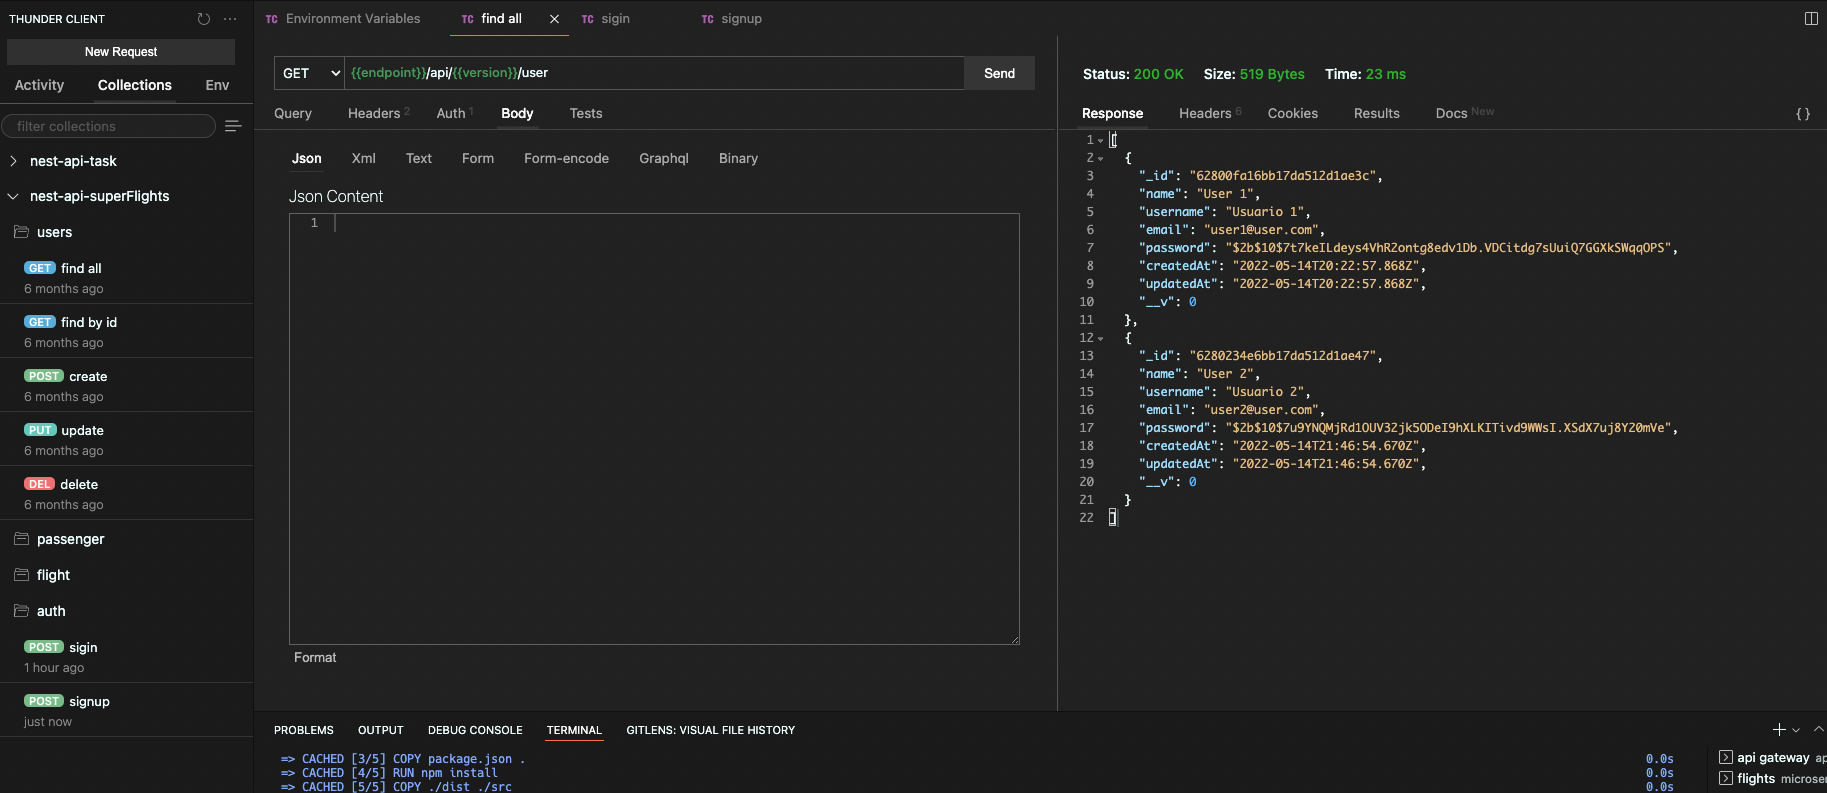 THUNDER CLIENT
New Request
Activity Collections Env
filter collections
nest-api-task
nest-api-superFlights
users
GET find all
6 months ago
GET find by id
6 months ago
POST create
6 months ago
PUT update
6 months ago
DEL delete
6 months ago
passenger
flight
auth
POST sigin
1 hour ago
POST signup
just now
TC Environment Variables TC find all TC sigin TC signup
GET {{endpoint}}/api/{{version}}/user Send
Query Headers 2 Auth 1 Body Tests
Json Xml Text Form Form-encode Graphql Binary
Json Content
1
Format
Status: 200 OK Size: 519 Bytes Time: 23 ms
Response Headers 6 Cookies Results Docs New {}
1 [
2 {
3 "_id": "62800fa16bb17da512d1ae3c",
4 "name": "User 1",
5 "username": "Usuario 1",
6 "email": "user1@user.com",
7 "password": "$2b$10$7t7keILdeys4VhR2ontg8edv1Db.VDCitdg7sUuiQ7GGXkSWqqOPS",
8 "createdAt": "2022-05-14T20:22:57.868Z",
9 "updatedAt": "2022-05-14T20:22:57.868Z",
10 "__v": 0
11 },
12 {
13 "_id": "6280234e6bb17da512d1ae47",
14 "name": "User 2",
15 "username": "Usuario 2",
16 "email": "user2@user.com",
17 "password": "$2b$10$7u9YNQMjRd1OUV32jk5ODeI9hXLKITivd9WWsI.XSdX7uj8Y20mVe",
18 "createdAt": "2022-05-14T21:46:54.670Z",
19 "updatedAt": "2022-05-14T21:46:54.670Z",
20 "__v": 0
21 }
22 ]
PROBLEMS OUTPUT DEBUG CONSOLE TERMINAL GITLENS: VISUAL FILE HISTORY
=> CACHED [3/5] COPY package.json . 0.0s
=> CACHED [4/5] RUN npm install 0.0s
=> CACHED [5/5] COPY ./dist ./src 0.0s
api gateway ap
flights microser